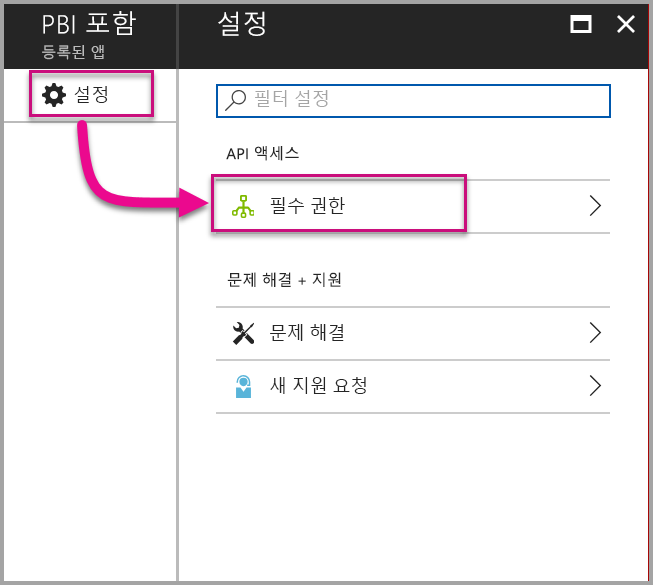 PBI 포함
등록된 앱
설정
설정
필터 설정
API 액세스
필수 권한
문제 해결 + 지원
문제 해결
새 지원 요청